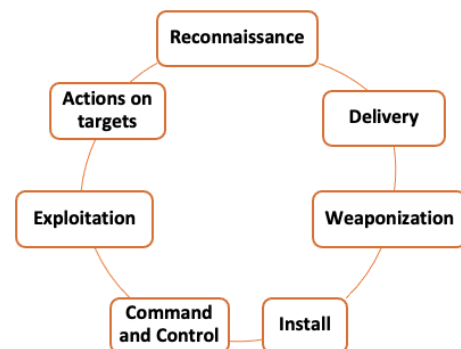 Reconnaissance
Delivery
Weaponization
Install
Command
and Control
Exploitation
Actions on
targets